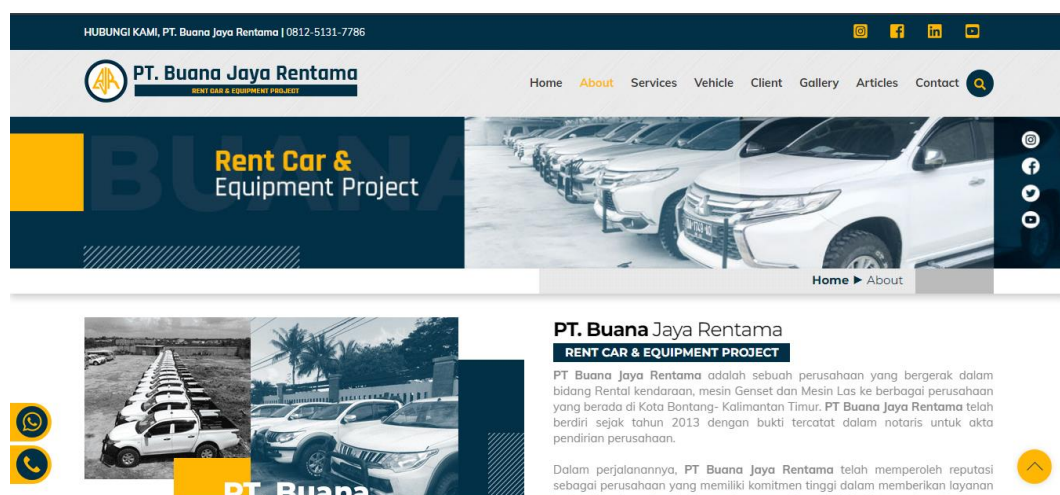 HUBUNGI KAMI, PT. Buana Jaya Rentama | 0812-5131-7786
PT. Buana Jaya Rentama
RENT CAR & EQUIPMENT PROJECT
Home About Services Vehicle Client Gallery Articles Contact
BUANA
Rent Car &
Equipment Project
Home ► About
PT. Buana Jaya Rentama
RENT CAR & EQUIPMENT PROJECT
PT Buana Jaya Rentama adalah sebuah perusahaan yang bergerak dalam
bidang Rental kendaraan, mesin Genset dan Mesin Las ke berbagai perusahaan
yang berada di Kota Bontang- Kalimantan Timur. PT Buana Jaya Rentama telah
berdiri sejak tahun 2013 dengan bukti tercatat dalam notaris untuk akta
pendirian perusahaan.
Dalam perjalanannya, PT Buana Jaya Rentama telah memperoleh reputasi
sebagai perusahaan yang memiliki komitmen tinggi dalam memberikan layanan
PT. Buana